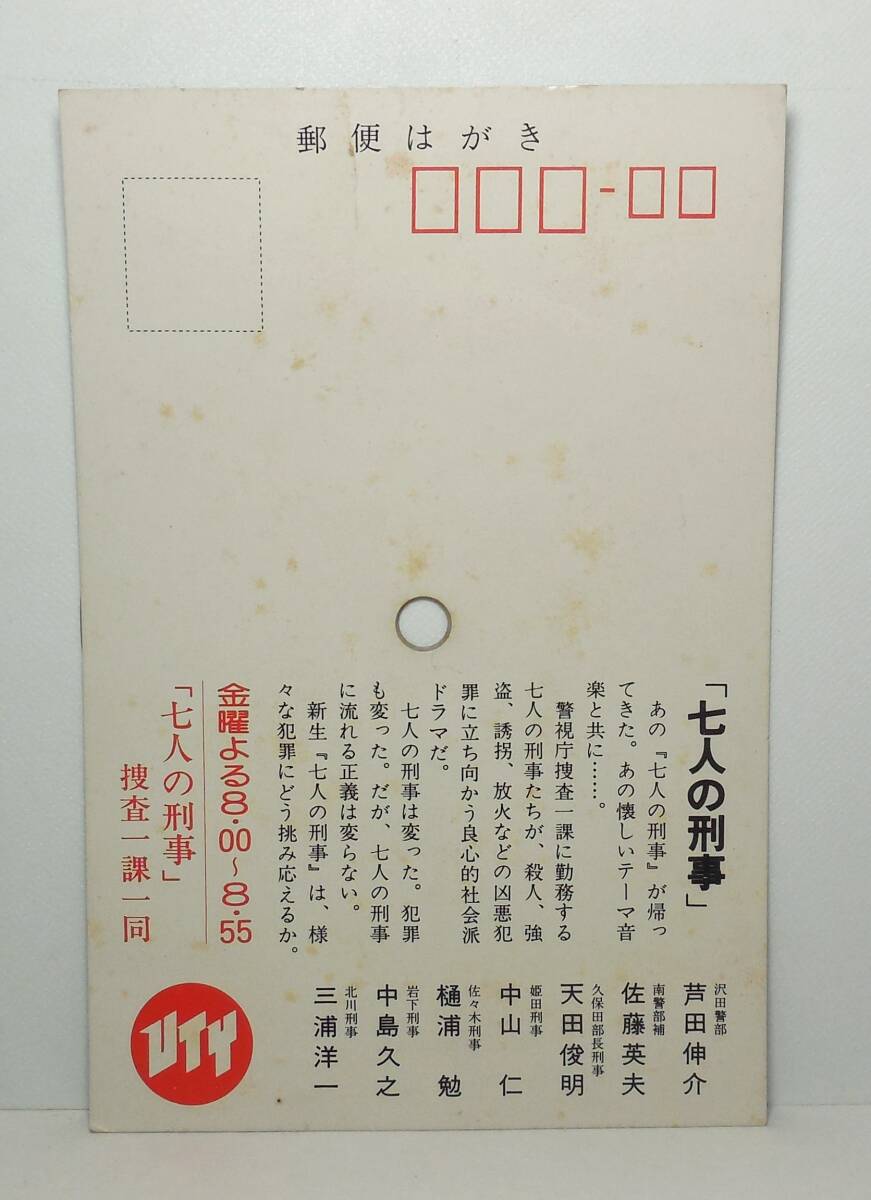 郵便はがき
「七人の刑事」
あの『七人の刑事』が帰っ
てきた。あの懐しいテーマ音
楽と共に……。
警視庁捜査一課に勤務する
七人の刑事たちが、殺人、強
盗、誘拐、放火などの凶悪犯
罪に立ち向かう良心的社会派
ドラマだ。
七人の刑事は変った。犯罪
も変った。だが、七人の刑事
に流れる正義は変らない。
新生『七人の刑事』は、様
々な犯罪にどう挑み応えるか。
金曜よる8・00〜8・55
「七人の刑事」
捜査一課一同
沢田警部
芦田伸介
南警部補
佐藤英夫
久保田部長刑事
天田俊明
姫田刑事
中山仁
佐々木刑事
樋浦勉
岩下刑事
中島久之
北川刑事
三浦洋一
UTY